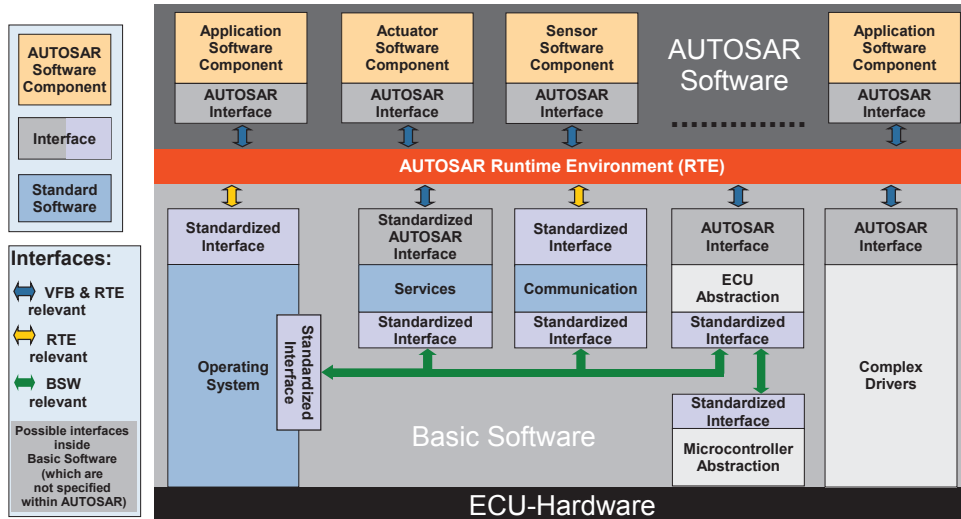 AUTOSAR
Software
Component
Interface
Standard
Software
Interfaces:
VFB & RTE
relevant
RTE
relevant
BSW
relevant
Possible interfaces
inside
Basic Software
(which are
not specified
within AUTOSAR)
Application
Software
Component
AUTOSAR
Interface
Actuator
Software
Component
AUTOSAR
Interface
Sensor
Software
Component
AUTOSAR
Interface
AUTOSAR
Software
Application
Software
Component
AUTOSAR
Interface
AUTOSAR Runtime Environment (RTE)
Standardized
Interface
Operating
System
Standardized
Interface
Standardized
AUTOSAR
Interface
Services
Standardized
Interface
Standardized
Interface
Communication
Standardized
Interface
AUTOSAR
Interface
ECU
Abstraction
Standardized
Interface
Standardized
Interface
Microcontroller
Abstraction
AUTOSAR
Interface
Complex
Drivers
Basic Software
ECU-Hardware